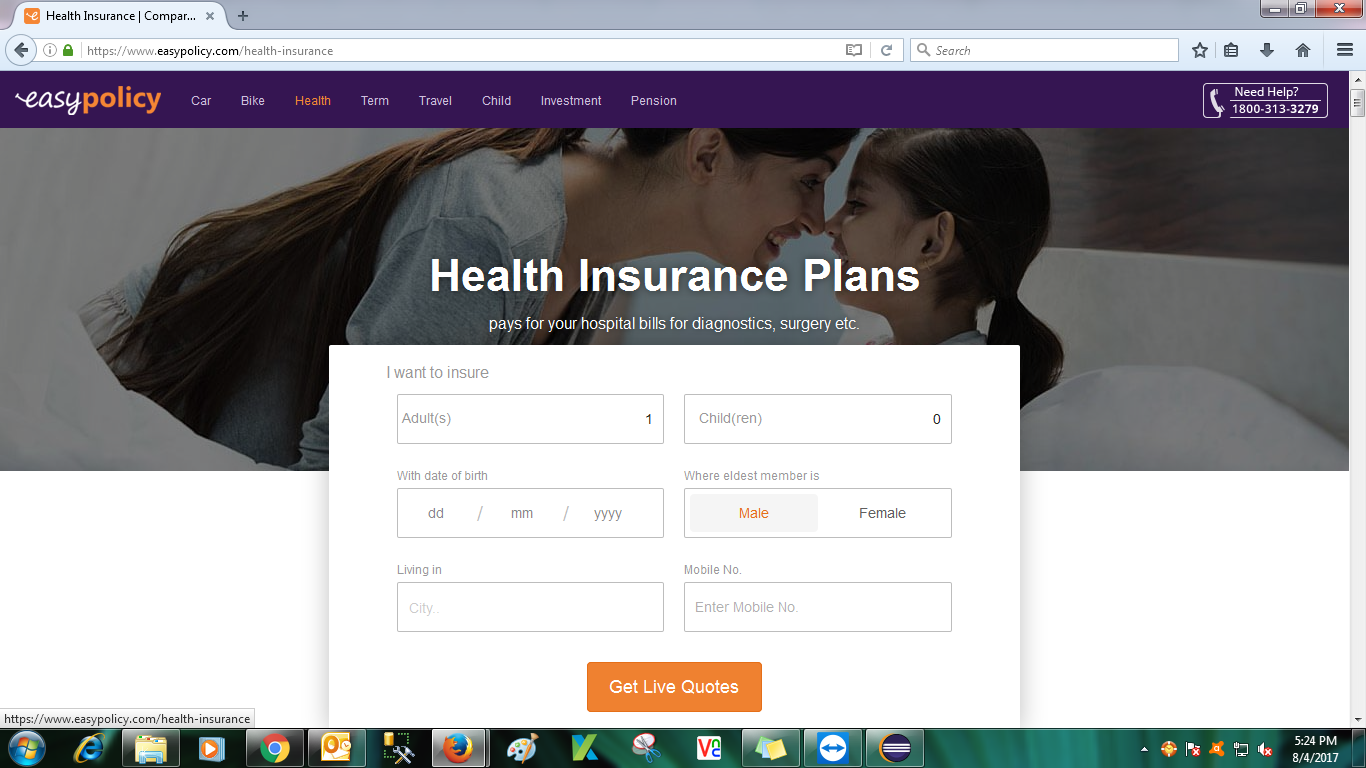 Health Insurance | Compar...
https://www.easypolicy.com/health-insurance
Search
easypolicy
Car
Bike
Health
Term
Travel
Child
Investment
Pension
Need Help?
1800-313-3279
Health Insurance Plans
pays for your hospital bills for diagnostics, surgery etc.
I want to insure
Adult(s) 1
Child(ren) 0
With date of birth
Where eldest member is
dd / mm / yyyy
Male
Female
Living in
Mobile No.
City..
Enter Mobile No.
Get Live Quotes
https://www.easypolicy.com/health-insurance
5:24 PM
8/4/2017